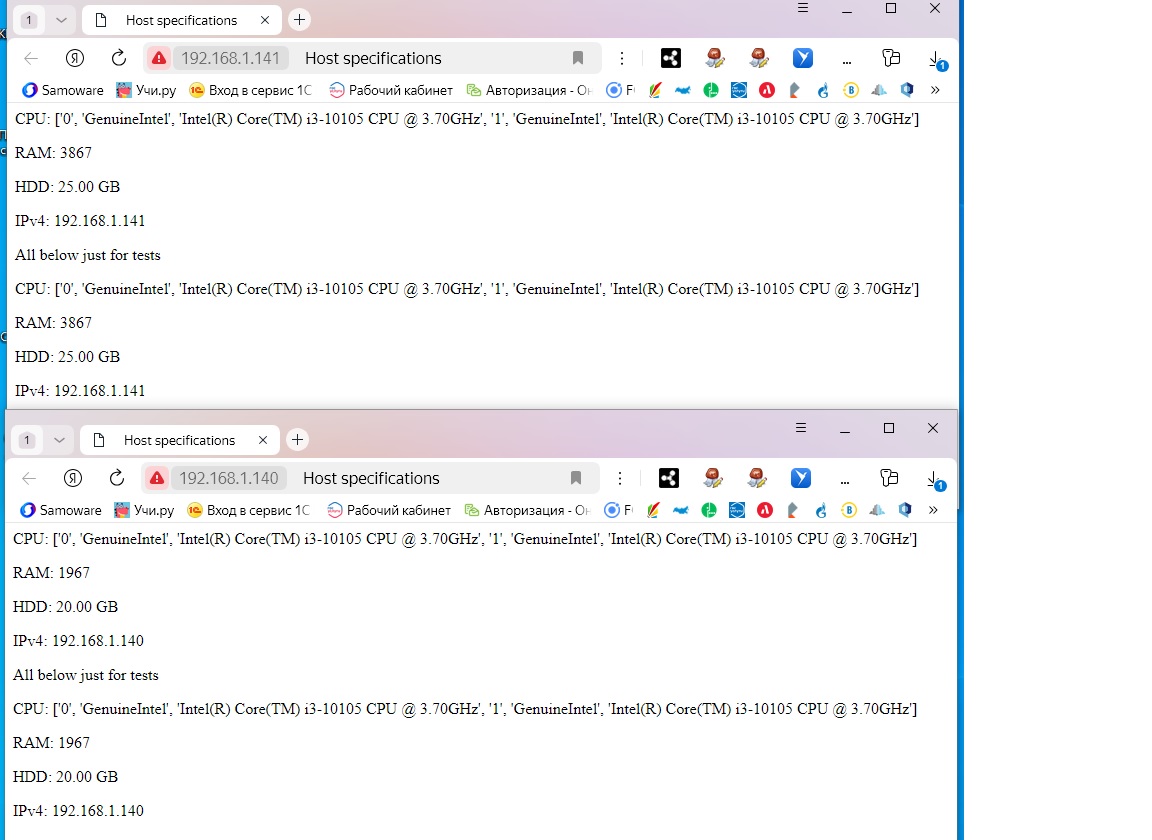 1 Host specifications
Я 192.168.1.141 Host specifications
Samoware Учи.ру Вход в сервис 1С Рабочий кабинет Авторизация - Он
CPU: ['0', 'GenuineIntel', 'Intel(R) Core(TM) i3-10105 CPU @ 3.70GHz', '1', 'GenuineIntel', 'Intel(R) Core(TM) i3-10105 CPU @ 3.70GHz']
RAM: 3867
HDD: 25.00 GB
IPv4: 192.168.1.141
All below just for tests
CPU: ['0', 'GenuineIntel', 'Intel(R) Core(TM) i3-10105 CPU @ 3.70GHz', '1', 'GenuineIntel', 'Intel(R) Core(TM) i3-10105 CPU @ 3.70GHz']
RAM: 3867
HDD: 25.00 GB
IPv4: 192.168.1.141
1 Host specifications
Я 192.168.1.140 Host specifications
Samoware Учи.ру Вход в сервис 1С Рабочий кабинет Авторизация - Он
CPU: ['0', 'GenuineIntel', 'Intel(R) Core(TM) i3-10105 CPU @ 3.70GHz', '1', 'GenuineIntel', 'Intel(R) Core(TM) i3-10105 CPU @ 3.70GHz']
RAM: 1967
HDD: 20.00 GB
IPv4: 192.168.1.140
All below just for tests
CPU: ['0', 'GenuineIntel', 'Intel(R) Core(TM) i3-10105 CPU @ 3.70GHz', '1', 'GenuineIntel', 'Intel(R) Core(TM) i3-10105 CPU @ 3.70GHz']
RAM: 1967
HDD: 20.00 GB
IPv4: 192.168.1.140